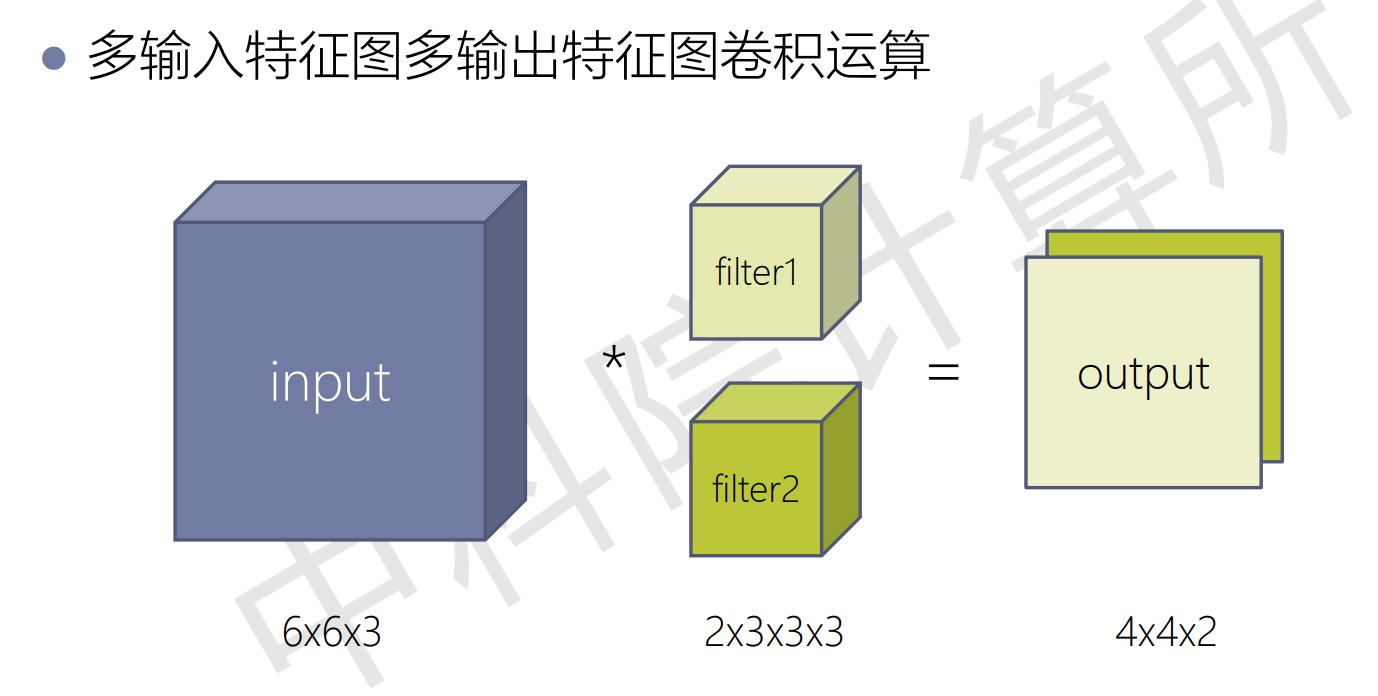 多输入特征图多输出特征图卷积运算
input
*
filter1
filter2
=
output
6x6x3
2x3x3x3
4x4x2
中科院计算所